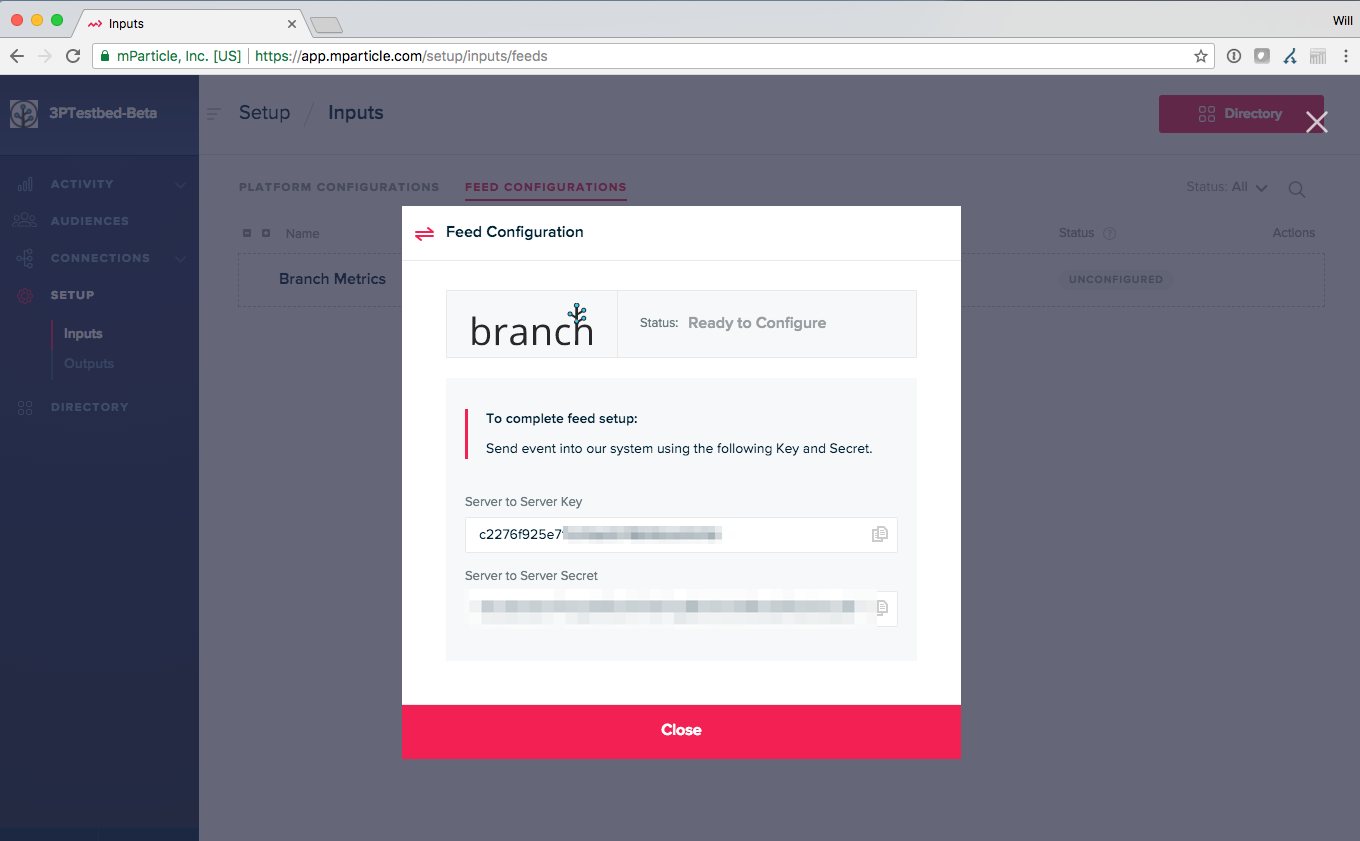 Inputs
Will
mParticle, Inc. [US] https://app.mparticle.com/setup/inputs/feeds
3PTestbed-Beta
Setup / Inputs
Directory
ACTIVITY
AUDIENCES
CONNECTIONS
SETUP
Inputs
Outputs
DIRECTORY
PLATFORM CONFIGURATIONS
FEED CONFIGURATIONS
Status: All
Name
Status
Actions
Branch Metrics
UNCONFIGURED
Feed Configuration
branch
Status: Ready to Configure
To complete feed setup:
Send event into our system using the following Key and Secret.
Server to Server Key
c2276f925e7
Server to Server Secret
Close